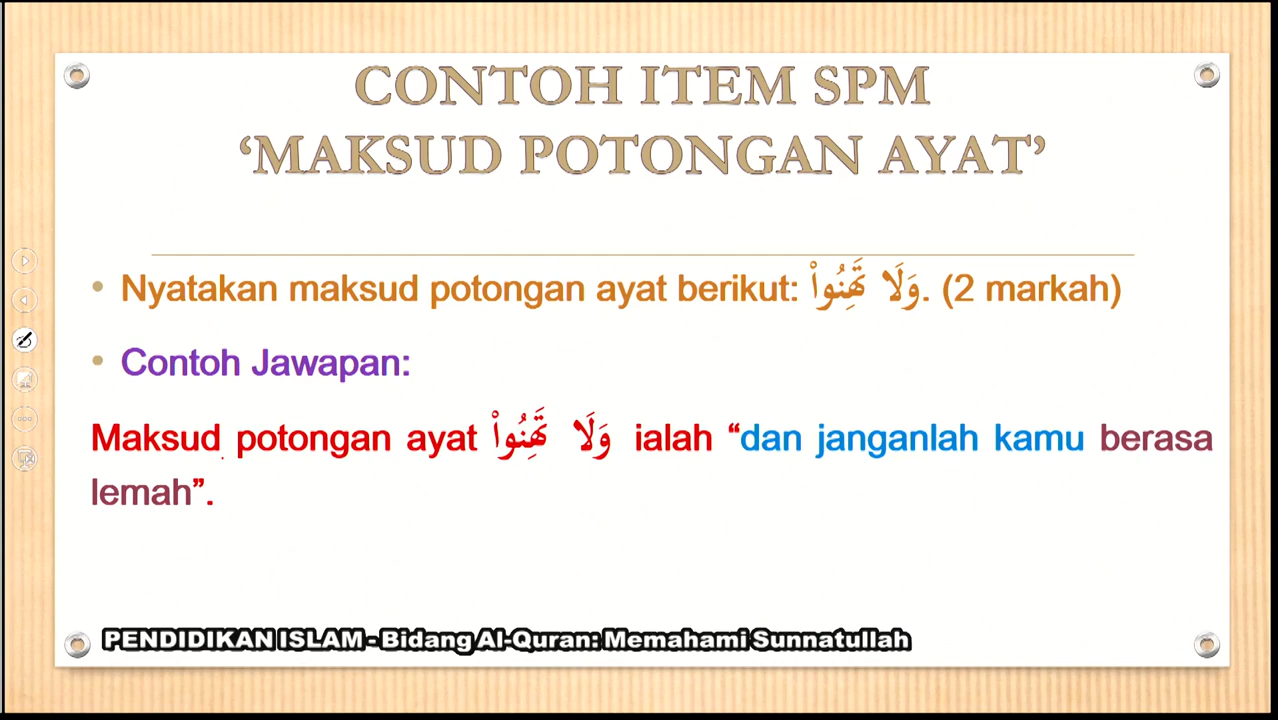 CONTOH ITEM SPM
‘MAKSUD POTONGAN AYAT’
• Nyatakan maksud potongan ayat berikut: وَلَا تَهِنُوا۟. (2 markah)
• Contoh Jawapan:
Maksud potongan ayat وَلَا تَهِنُوا۟ ialah “dan janganlah kamu berasa
lemah”.
PENDIDIKAN ISLAM - Bidang Al-Quran: Memahami Sunnatullah